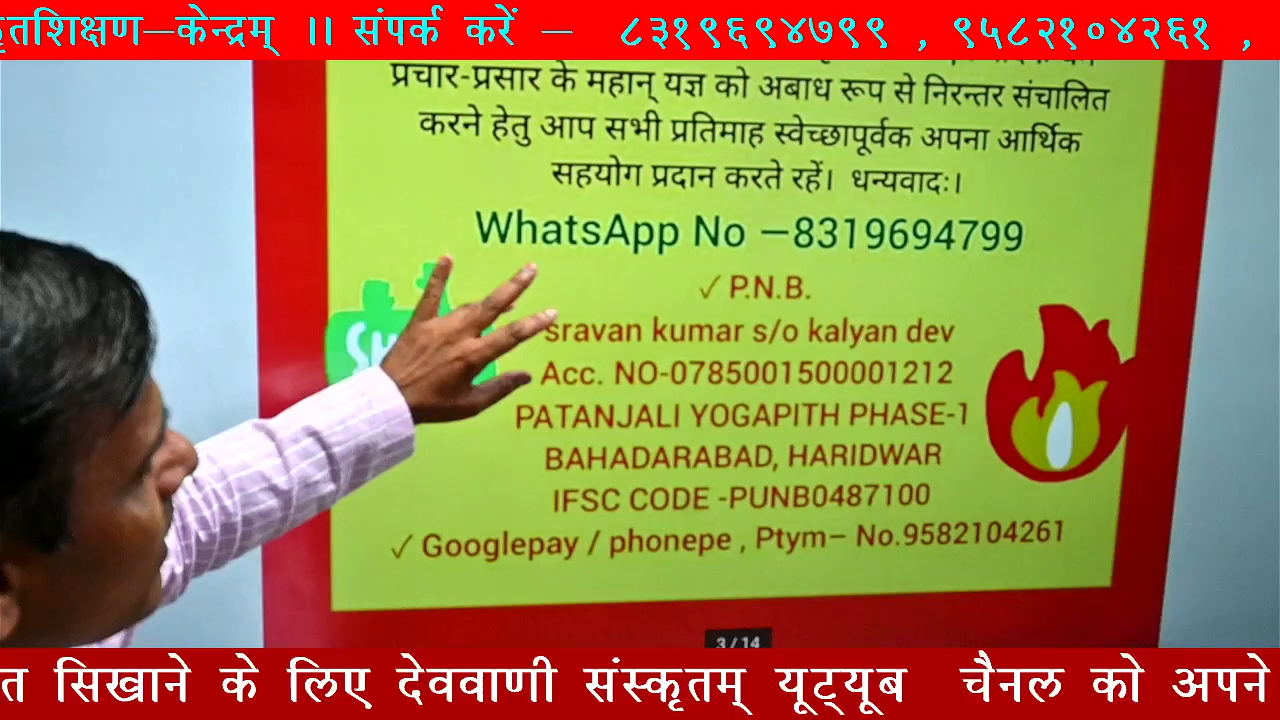 तशिक्षण–केन्द्रम् ।। संपर्क करें – ८३१९६९४७९९ , ९५८२१०४२६१ ,
प्रचार-प्रसार के महान् यज्ञ को अबाध रूप से निरन्तर संचालित
करने हेतु आप सभी प्रतिमाह स्वेच्छापूर्वक अपना आर्थिक
सहयोग प्रदान करते रहें। धन्यवादः।
WhatsApp No –8319694799
✓ P.N.B.
sravan kumar s/o kalyan dev
Acc. NO-0785001500001212
PATANJALI YOGAPITH PHASE-1
BAHADARABAD, HARIDWAR
IFSC CODE -PUNB0487100
✓ Googlepay / phonepe , Ptym– No.9582104261
3 / 14
त सिखाने के लिए देववाणी संस्कृतम् यूट्यूब चैनल को अपने